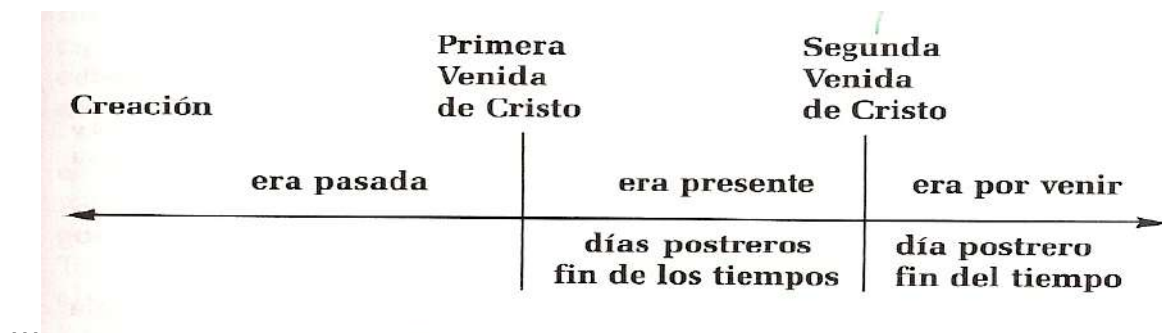 Primera
Venida
de Cristo
Segunda
Venida
de Cristo
Creación
era pasada
era presente
era por venir
días postreros
fin de los tiempos
día postrero
fin del tiempo